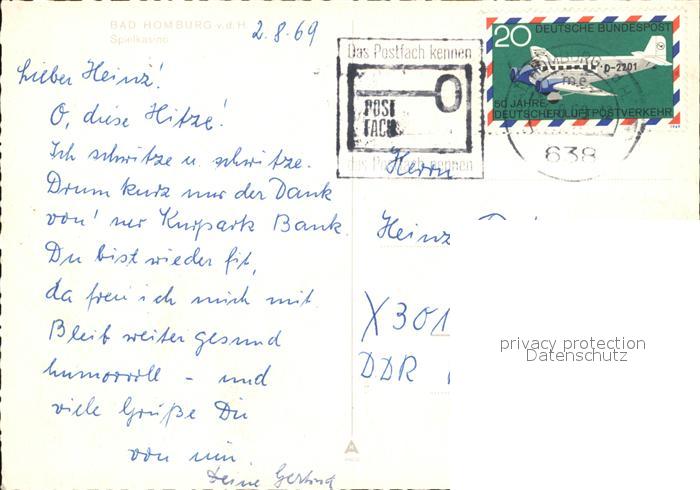 BAD HOMBURG v.d.H.
Spielkasino
2.8.69
Lieber Heinz!
O, diese Hitze!
Ich schwitze u. schwitze.
Drum kurz nur der Dank
von' ner Kurpark Bank.
Du bist wieder fit,
da freu ich mich mit.
Bleib weiter gesund
humorvoll – und
viele Grüße Dir
von mir
Deine Gertrud
Das Postfach kennen
POST
FACH
das Postfach kennen
20 DEUTSCHE BUNDESPOST
D-2201
50 JAHRE
DEUTSCHER LUFTPOSTVERKEHR
1969
me
638
Herrn
Heinz
X301
DDR
privacy protection
Datenschutz